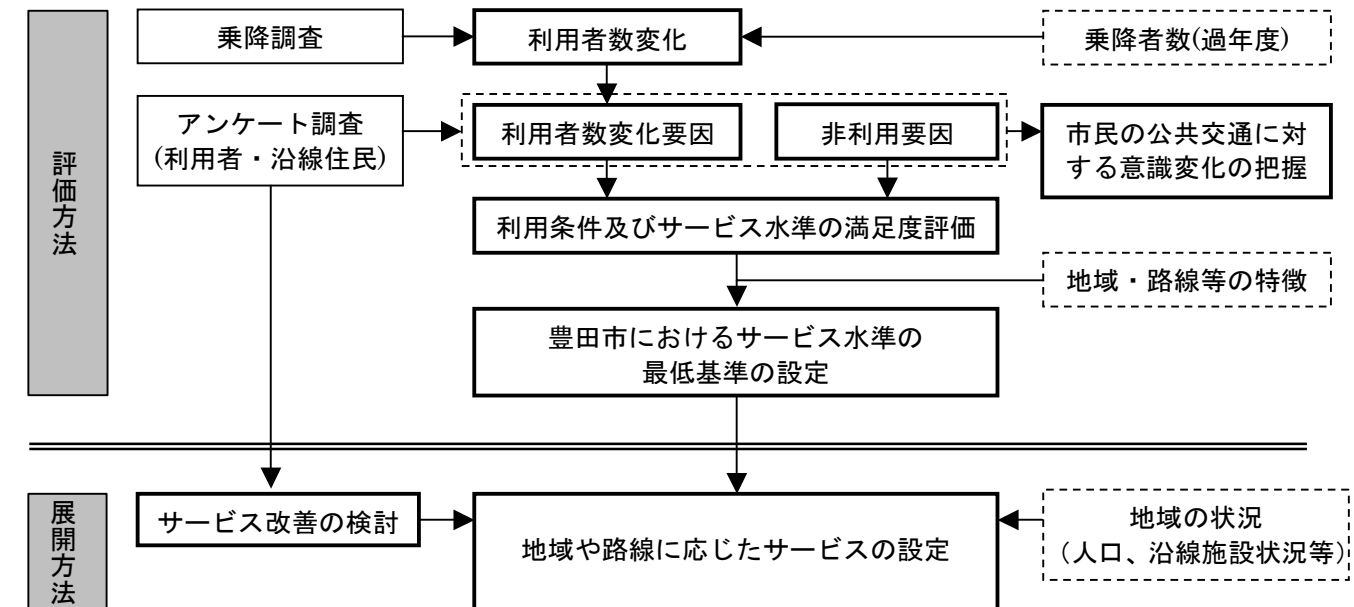 評価方法
乗降調査
利用者数変化
乗降者数(過年度)
アンケート調査
(利用者・沿線住民)
利用者数変化要因
非利用要因
市民の公共交通に対
する意識変化の把握
利用条件及びサービス水準の満足度評価
地域・路線等の特徴
豊田市におけるサービス水準の
最低基準の設定
展開方法
サービス改善の検討
地域や路線に応じたサービスの設定
地域の状況
(人口、沿線施設状況等)